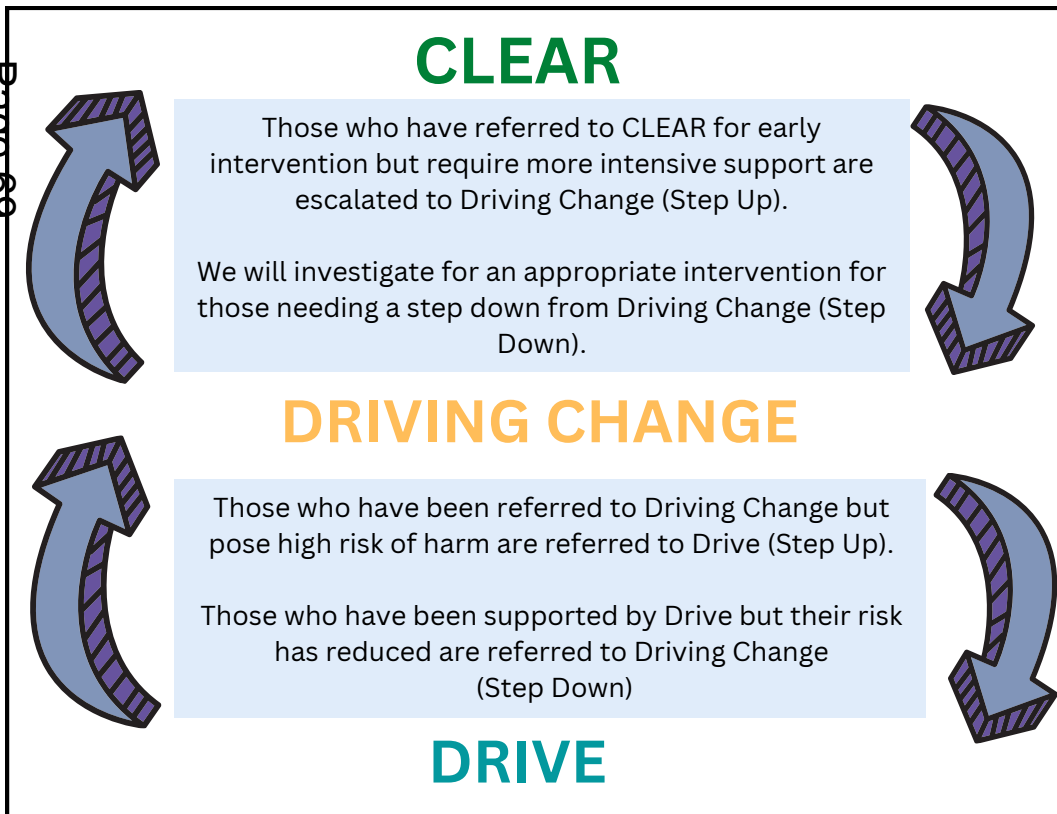 CLEAR
Those who have referred to CLEAR for early
intervention but require more intensive support are
escalated to Driving Change (Step Up).
We will investigate for an appropriate intervention for
those needing a step down from Driving Change (Step
Down).
DRIVING CHANGE
Those who have been referred to Driving Change but
pose high risk of harm are referred to Drive (Step Up).
Those who have been supported by Drive but their risk
has reduced are referred to Driving Change
(Step Down)
DRIVE